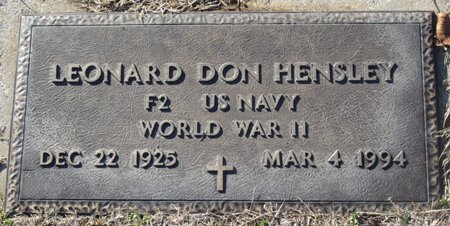 LEONARD DON HENSLEY
F2 US NAVY
WORLD WAR II
DEC 22 1925 MAR 4 1994